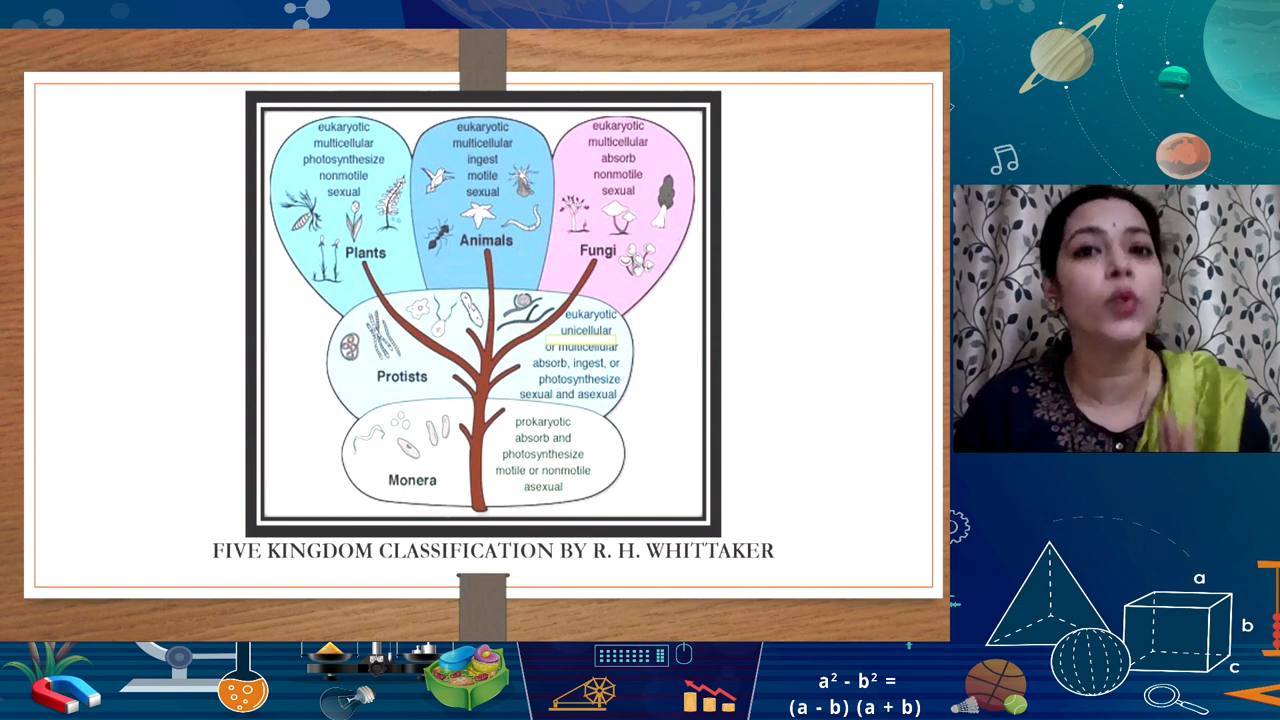 eukaryotic
multicellular
photosynthesize
nonmotile
sexual
Plants
eukaryotic
multicellular
ingest
motile
sexual
Animals
eukaryotic
multicellular
absorb
nonmotile
sexual
Fungi
Protists
eukaryotic
unicellular
or multicellular
absorb, ingest, or
photosynthesize
sexual and asexual
Monera
prokaryotic
absorb and
photosynthesize
motile or nonmotile
asexual
FIVE KINGDOM CLASSIFICATION BY R. H. WHITTAKER
a
b
c
a² - b² =
(a - b) (a + b)